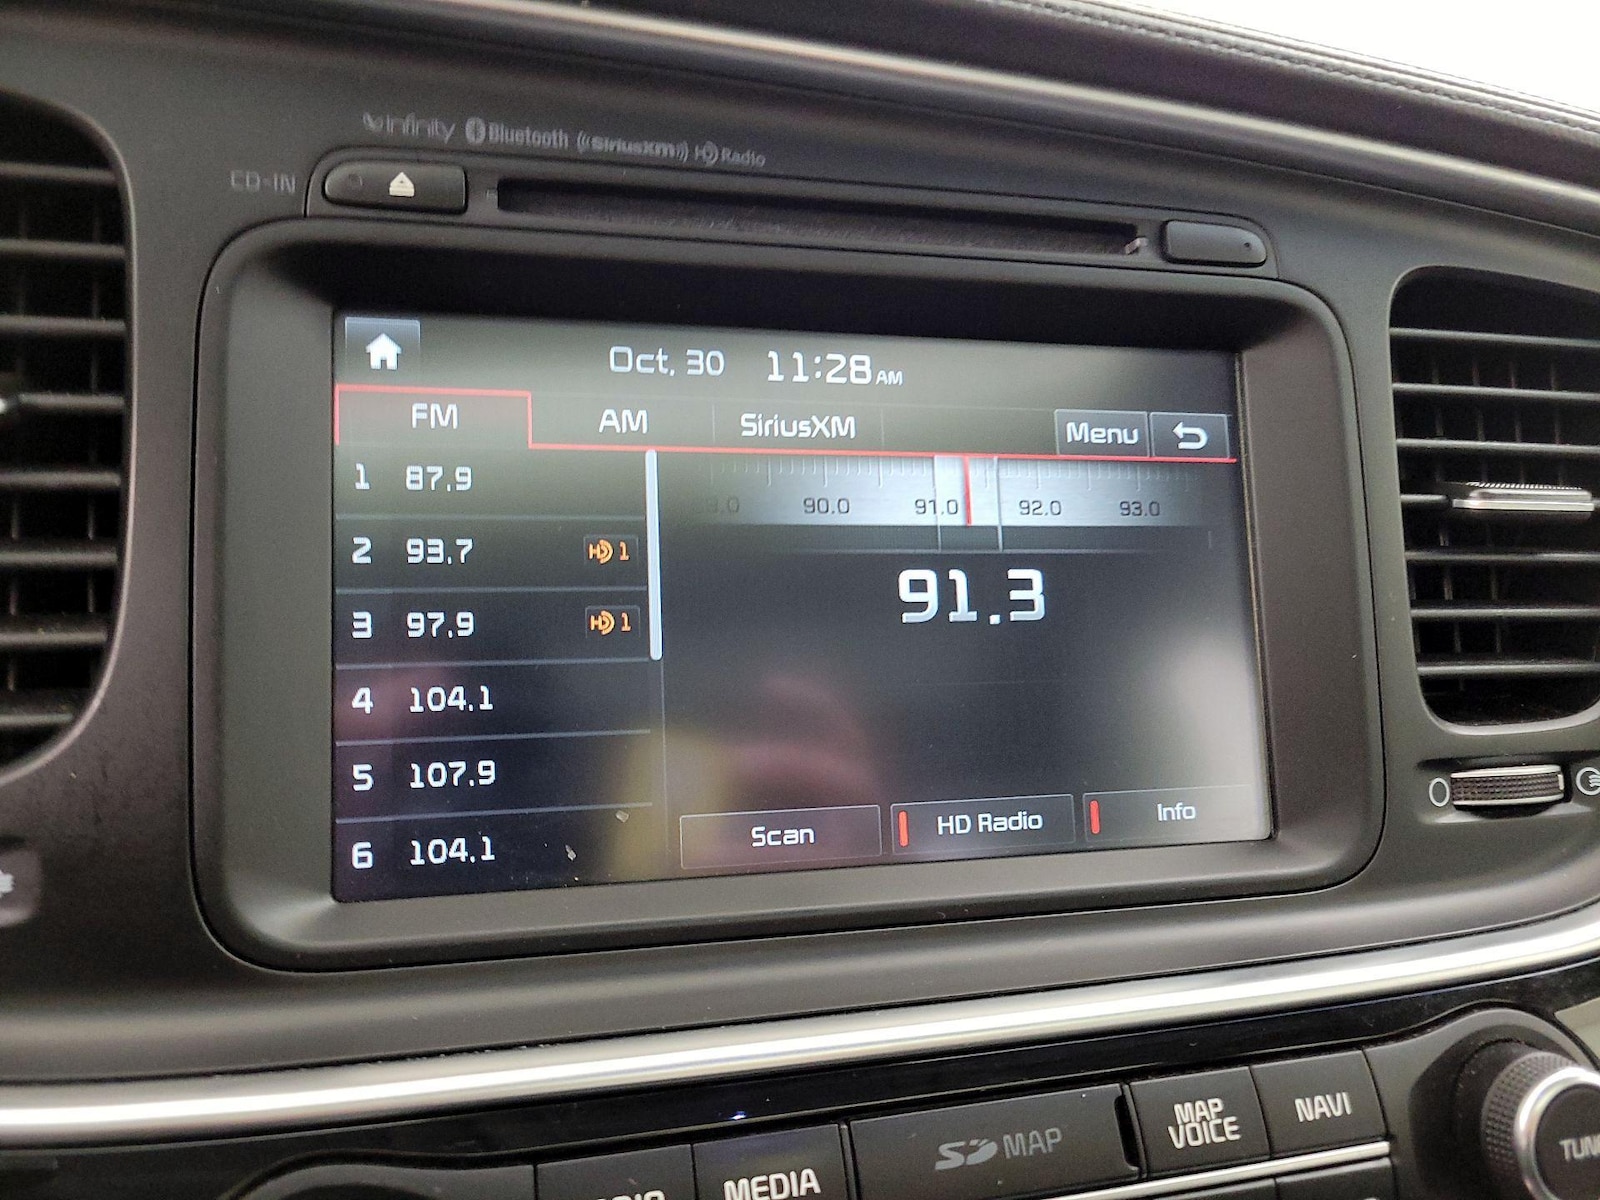 infinity Bluetooth ((SiriusXM)) HD Radio
CD-IN
Oct, 30 11:28 AM
FM AM SiriusXM Menu
1 87.9
2 93.7 HD 1
3 97.9 HD 1
4 104.1
5 107.9
6 104.1
90.0 91.0 92.0 93.0
91.3
Scan HD Radio Info
MEDIA
SD MAP
MAP
VOICE
NAVI